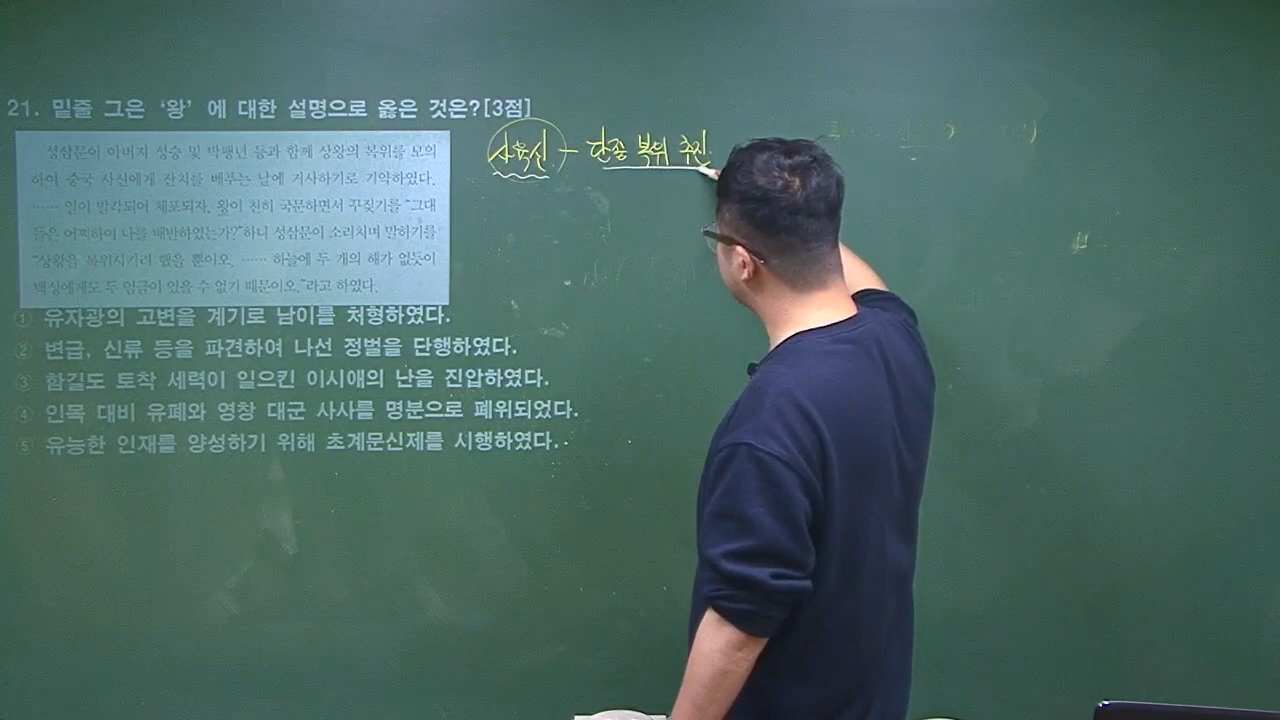 21. 밑줄 그은 '왕' 에 대한 설명으로 옳은 것은?[3점]
성삼문이 아버지 성승 및 박팽년 등과 함께 상왕의 복위를 모의
하여 중국 사신에게 잔치를 베푸는 날에 거사하기로 기약하였다.
…… 일이 발각되어 체포되자, 왕이 친히 국문하면서 꾸짖기를 "그대
들은 어찌하여 나를 배반하였는가?"하니 성삼문이 소리치며 말하기를
"상왕을 복위시키려 했을 뿐이오. …… 하늘에 두 개의 해가 없듯이
백성에게도 두 임금이 있을 수 없기 때문이오."라고 하였다.
① 유자광의 고변을 계기로 남이를 처형하였다.
② 변급, 신류 등을 파견하여 나선 정벌을 단행하였다.
③ 함길도 토착 세력이 일으킨 이시애의 난을 진압하였다.
④ 인목 대비 유폐와 영창 대군 사사를 명분으로 폐위되었다.
⑤ 유능한 인재를 양성하기 위해 초계문신제를 시행하였다.
사육신 - 단종 복위 추진